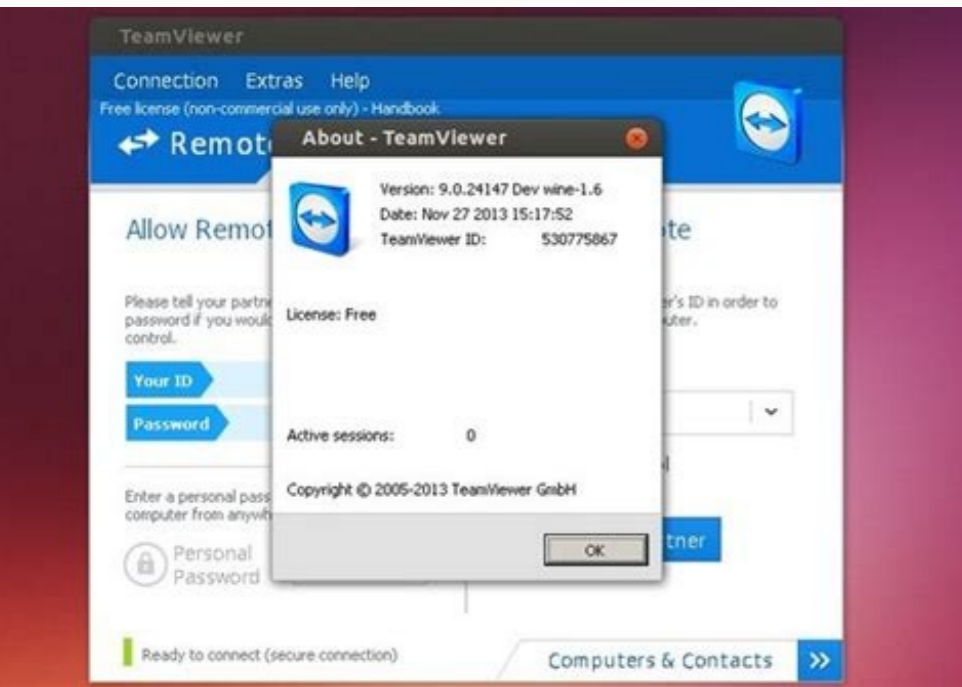 TeamViewer
Connection Extras Help
Free license (non-commercial use only) - Handbook
Remot
About - TeamViewer
Version: 9.0.24147 Dev wine-1.6
Date: Nov 27 2013 15:17:52
TeamViewer ID: 530775867
License: Free
Active sessions: 0
Copyright © 2005-2013 TeamViewer GmbH
OK
Allow Remot
Please tell your partne
password if you would
control.
Your ID
Password
Enter a personal pass
computer from anywh
Personal
Password
te
er's ID in order to
uter.
tner
Ready to connect (secure connection)
Computers & Contacts